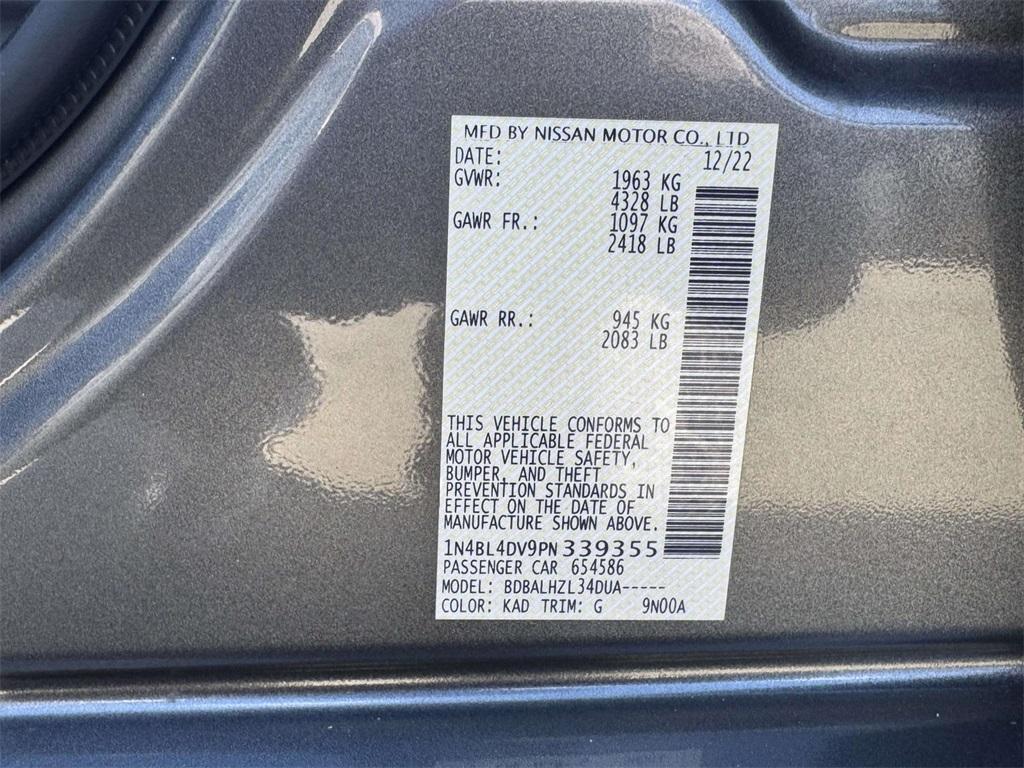 MFD BY NISSAN MOTOR CO., LTD
DATE: 12/22
GVWR: 1963 KG
4328 LB
GAWR FR.: 1097 KG
2418 LB
GAWR RR.: 945 KG
2083 LB
THIS VEHICLE CONFORMS TO
ALL APPLICABLE FEDERAL
MOTOR VEHICLE SAFETY,
BUMPER, AND THEFT
PREVENTION STANDARDS IN
EFFECT ON THE DATE OF
MANUFACTURE SHOWN ABOVE.
1N4BL4DV9PN339355
PASSENGER CAR 654586
MODEL: BDBALHZL34DUA-----
COLOR: KAD TRIM: G 9N00A